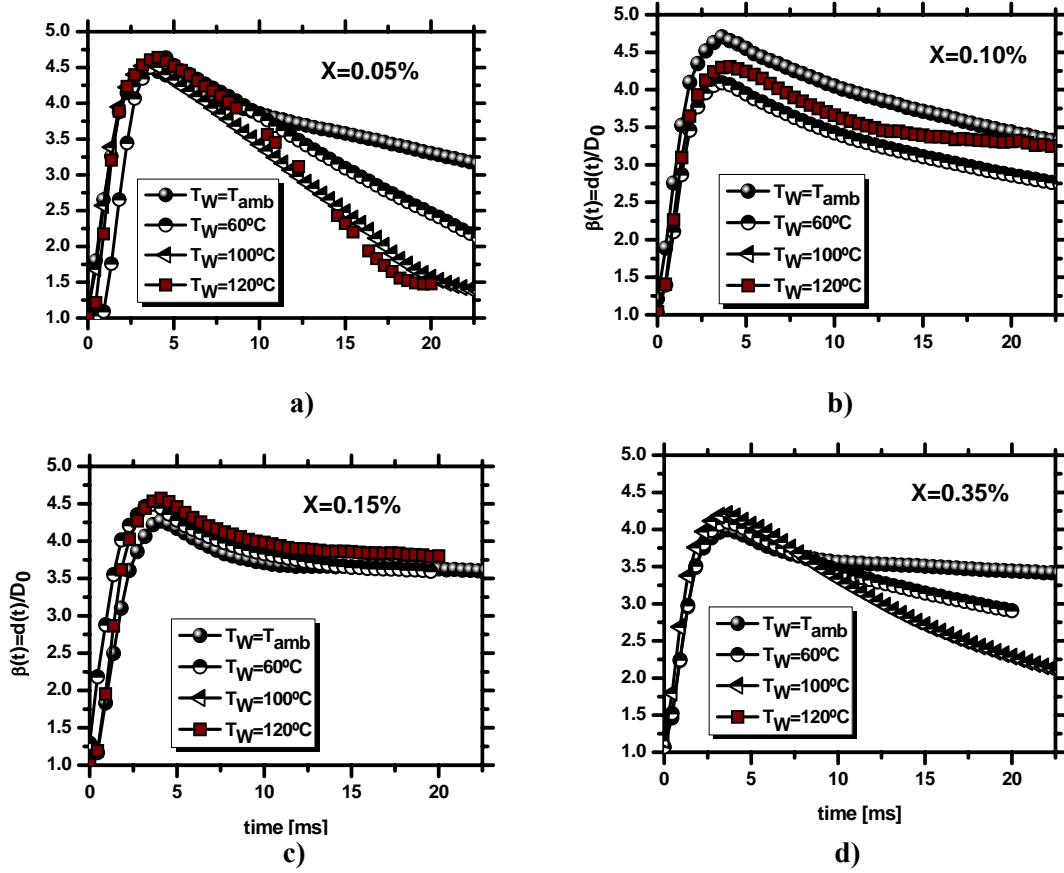 X=0.05%
5.0
4.5
4.0
3.5
3.0
2.5
2.0
1.5
1.0
TW=Tamb
TW=60ºC
TW=100ºC
TW=120ºC
0 5 10 15 20
a)
X=0.10%
β(t)=d(t)/D0
5.0
4.5
4.0
3.5
3.0
2.5
2.0
1.5
1.0
TW=Tamb
TW=60ºC
TW=100ºC
TW=120ºC
0 5 10 15 20
b)
X=0.15%
β(t)=d(t)/D0
5.0
4.5
4.0
3.5
3.0
2.5
2.0
1.5
1.0
TW=Tamb
TW=60ºC
TW=100ºC
TW=120ºC
0 5 10 15 20
time [ms]
c)
X=0.35%
5.0
4.5
4.0
3.5
3.0
2.5
2.0
1.5
1.0
TW=Tamb
TW=60ºC
TW=100ºC
TW=120ºC
0 5 10 15 20
time [ms]
d)